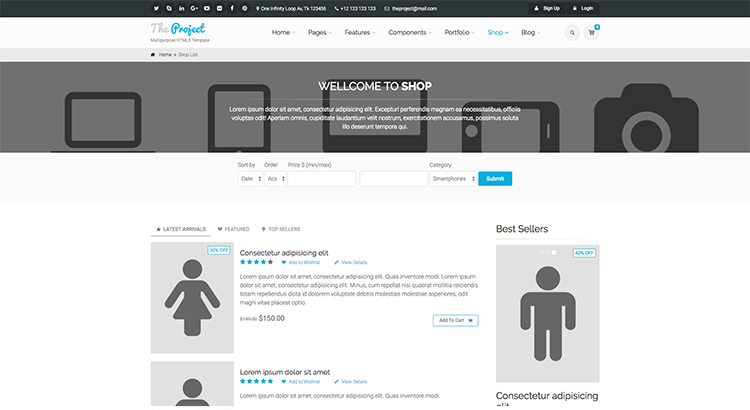 One Infinity Loop Av, Tk 123456 +12 123 123 123 theproject@mail.com Sign Up Login
The Project
Multipurpose HTML5 Template
Home Pages Features Components Portfolio Shop Blog
0
Home » Shop List
WELLCOME TO SHOP
Lorem ipsum dolor sit amet, consectetur adipisicing elit. Excepturi perferendis magnam ea necessitatibus, officiis
voluptas odit! Aperiam omnis, cupiditate laudantium velit nostrum, exercitationem accusamus, possimus soluta
illo deserunt tempora qui.
Sort by Order Price $ (min/max) Category
Date Acs Smartphones Submit
LATEST ARRIVALS FEATURED TOP SELLERS
Best Sellers
30% OFF
Consectetur adipisicing elit
Add to Wishlist View Details
Lorem ipsum dolor sit amet, consectetur adipisicing elit. Quas inventore modi.
Lorem ipsum dolor sit amet, consectetur adipisicing elit. Minus, cum repellat nisi blanditiis inventore molestiae
totam repellendus dicta id dolorem dolorem debitis molestias molestiae asperiores, odit
magni vitae placeat optio.
$199.00 $150.00 Add To Cart
40% OFF
Lorem ipsum dolor sit amet
Add to Wishlist View Details
Lorem ipsum dolor sit amet, consectetur adipisicing elit. Quas inventore modi.
Consectetur adipisicing
elit